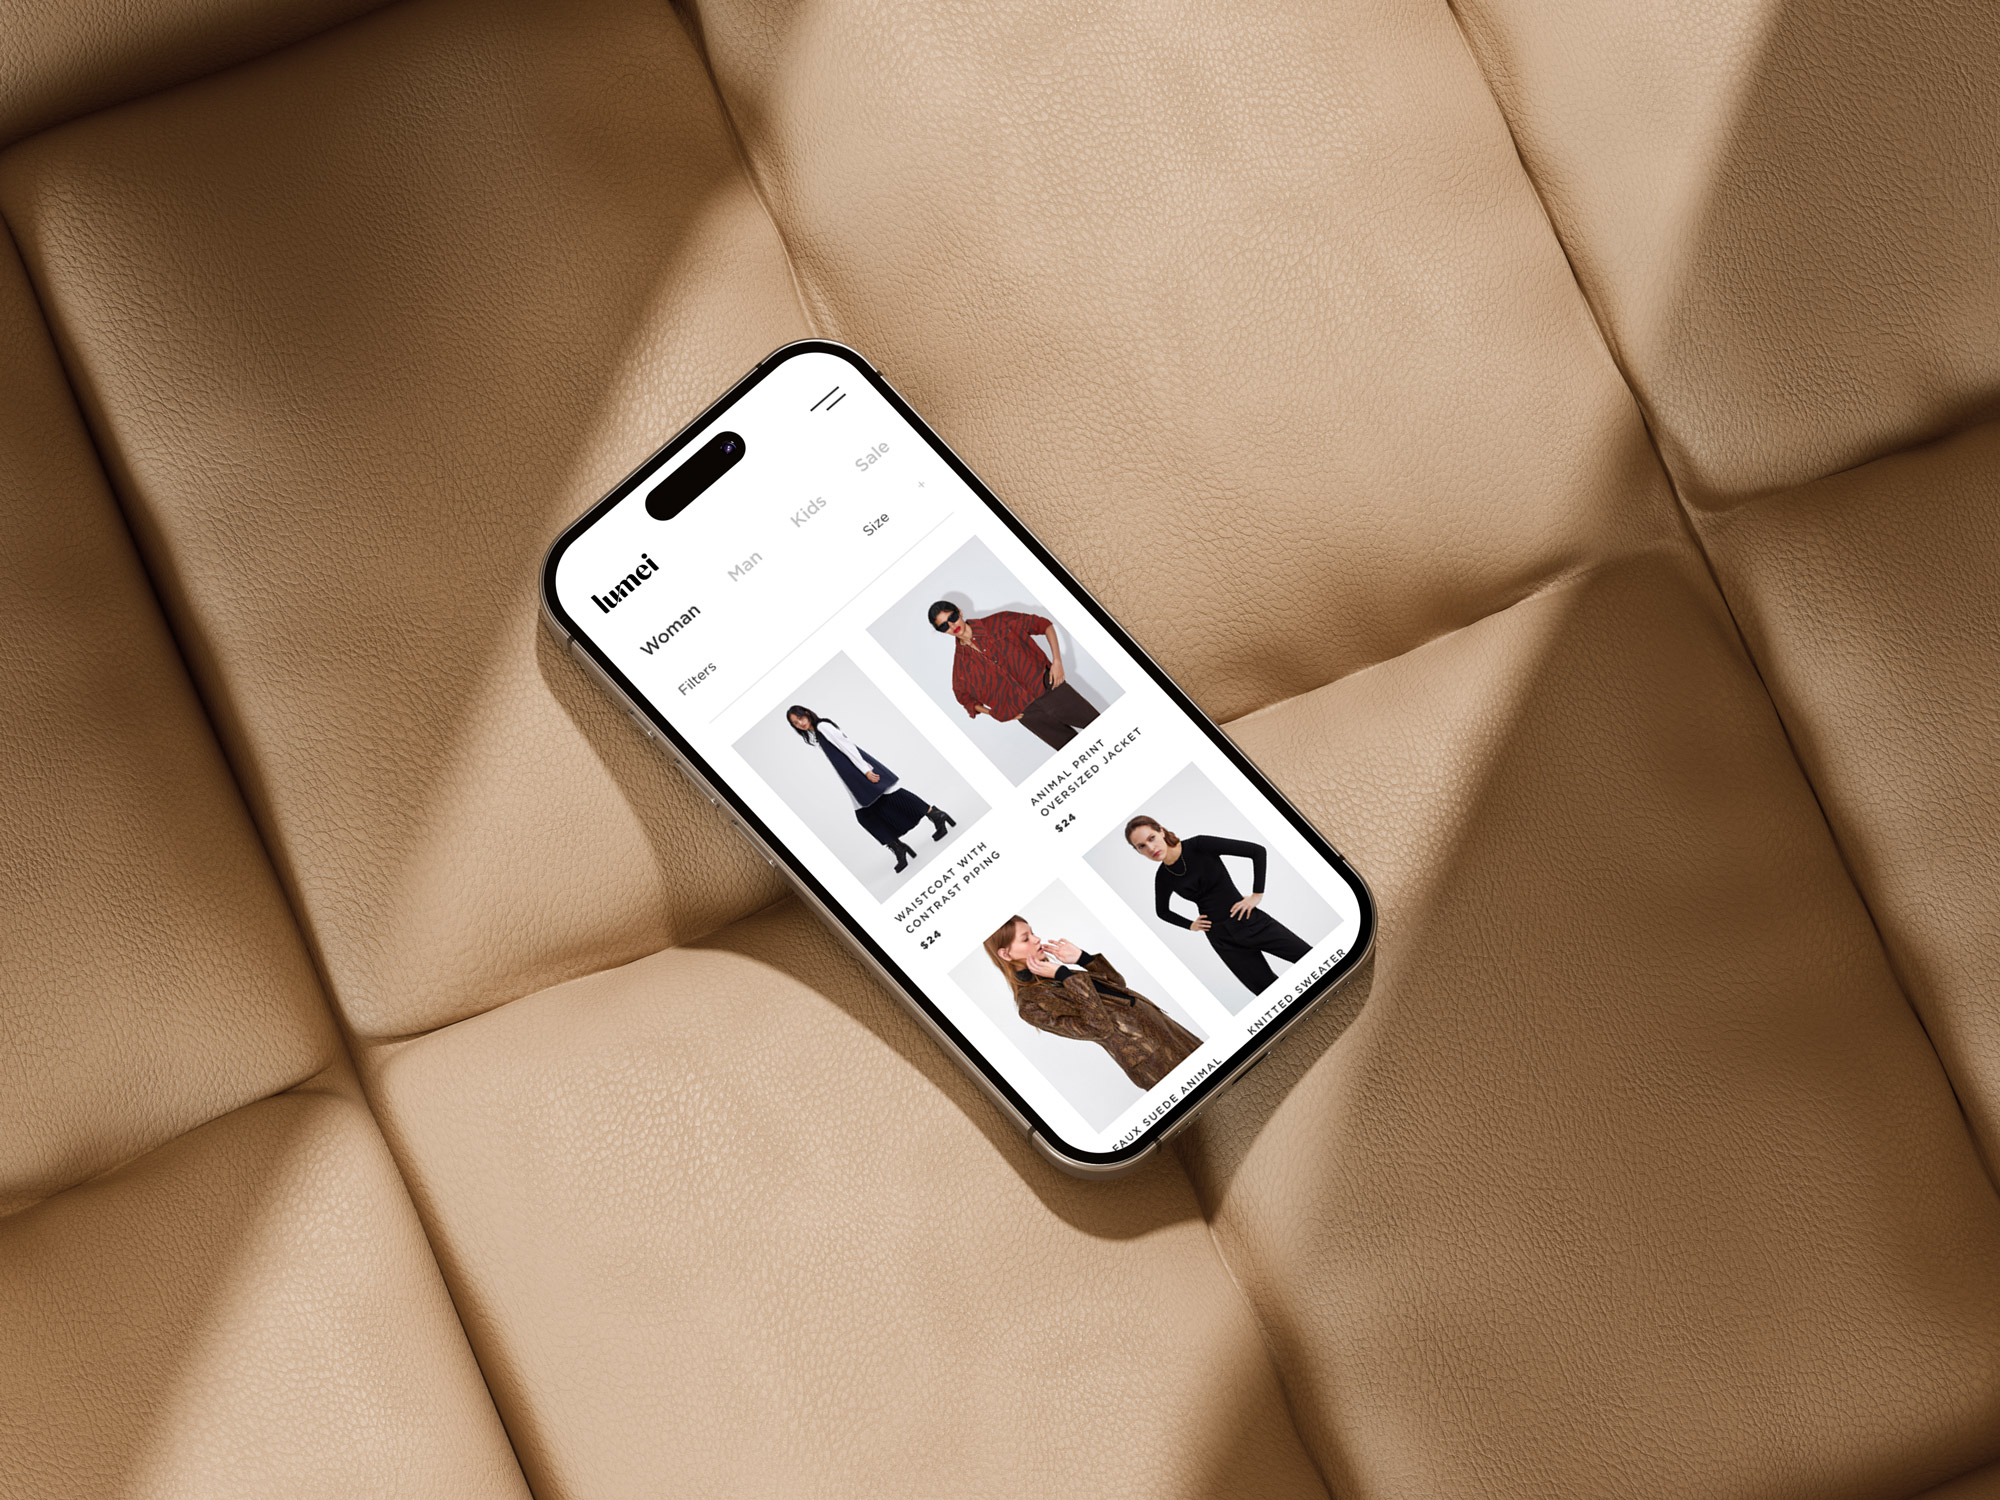 lumei
Woman Man Kids Sale
Filters Size +
WAISTCOAT WITH
CONTRAST PIPING
$24
ANIMAL PRINT
OVERSIZED JACKET
$24
FAUX SUEDE ANIMAL
KNITTED SWEATER